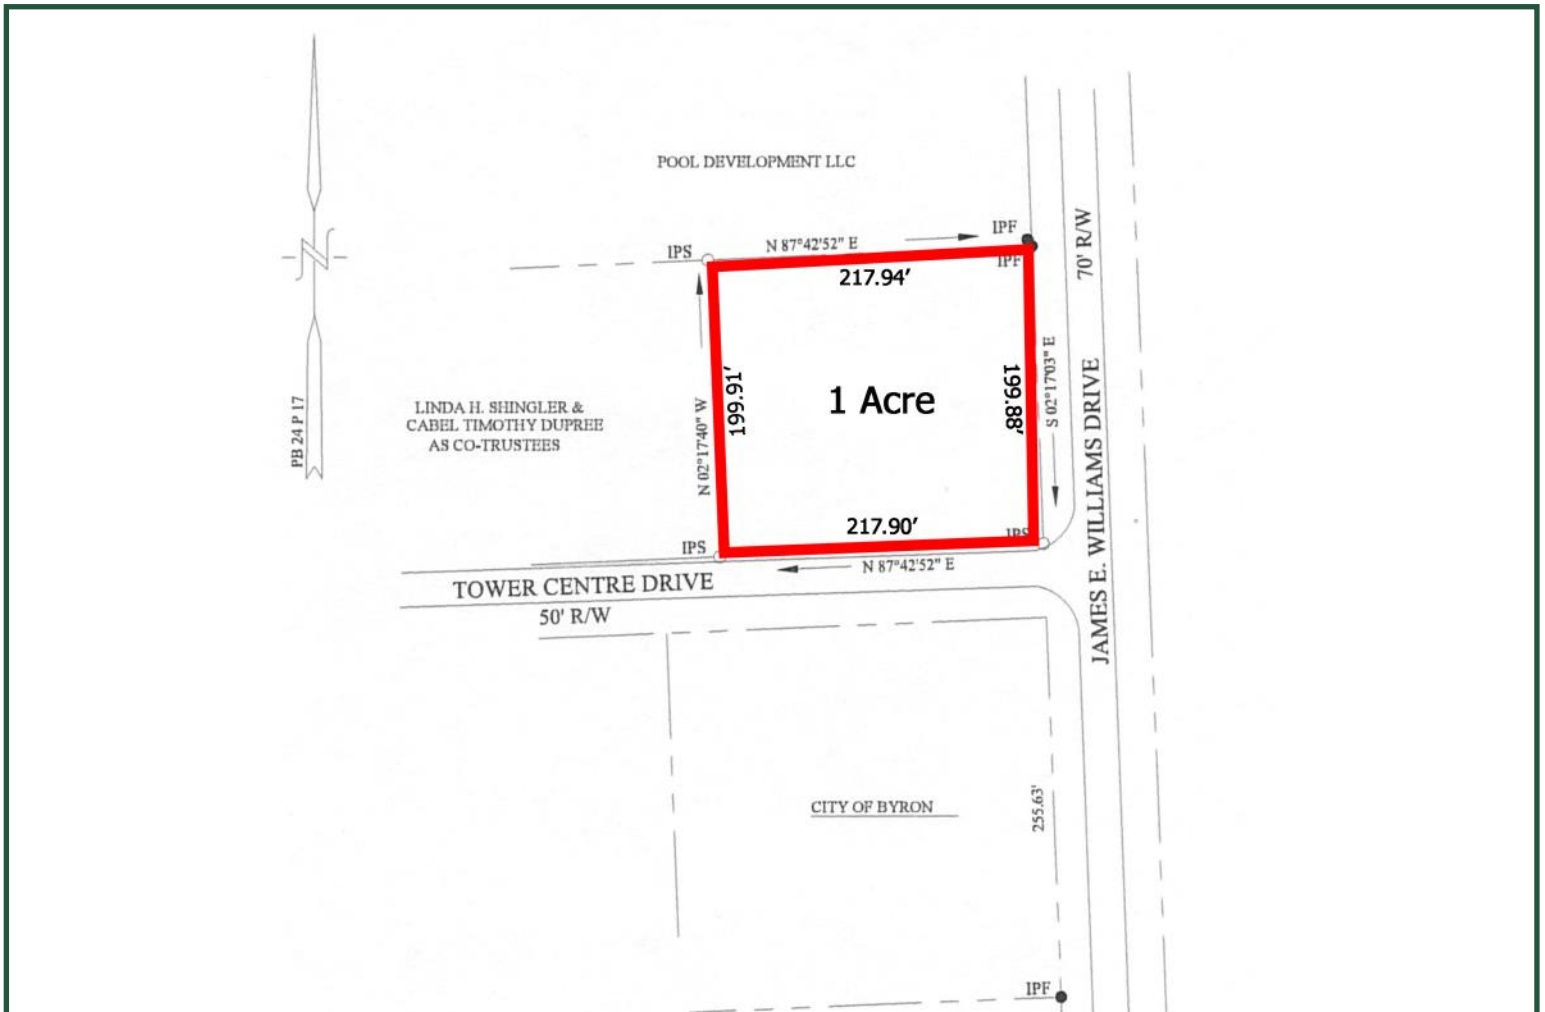 POOL DEVELOPMENT LLC
IPF
IPS
N 87°42'52" E
IPF
217.94'
70' R/W
199.91'
1 Acre
199.88'
S 02°17'03" E
N 02°17'40" W
LINDA H. SHINGLER &
CABEL TIMOTHY DUPREE
AS CO-TRUSTEES
PB 24 P 17
N
JAMES E. WILLIAMS DRIVE
217.90'
IPS
IPS
N 87°42'52" E
TOWER CENTRE DRIVE
50' R/W
CITY OF BYRON
255.63'
IPF